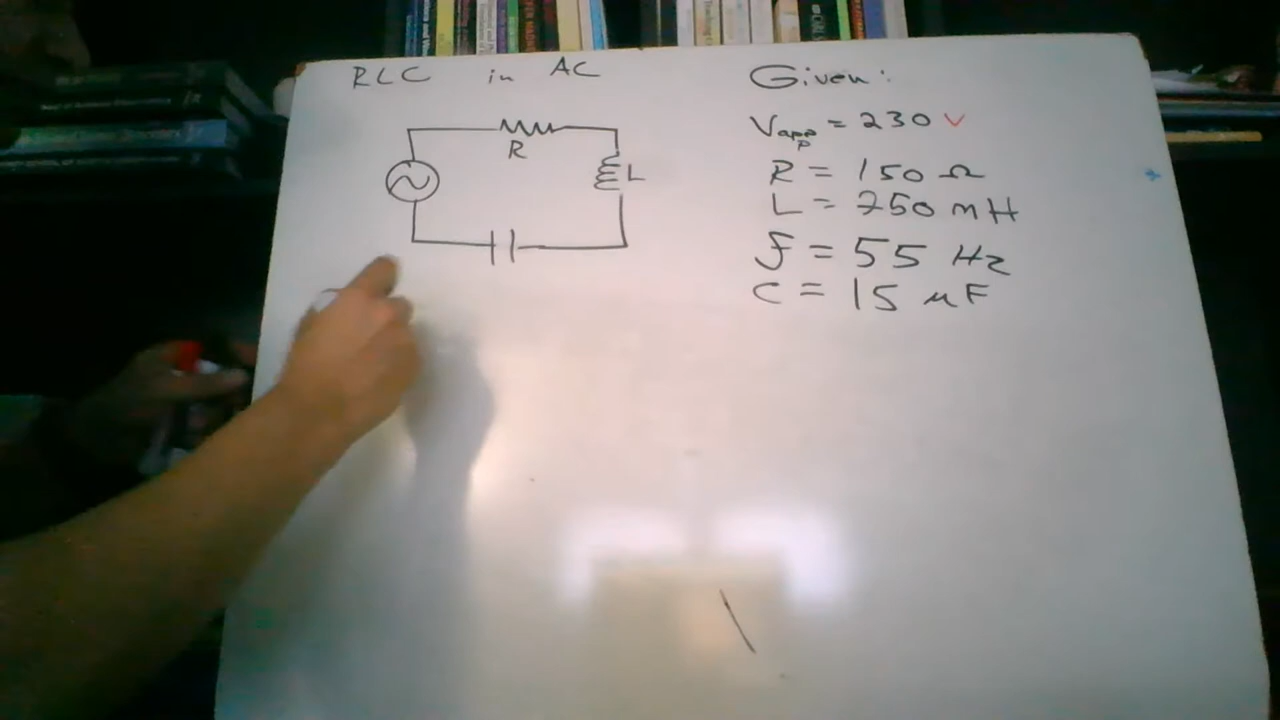 RLC in AC
R
L
Given:
Vapp = 230 V
R = 150 Ω
L = 750 mH
f = 55 Hz
C = 15 μF